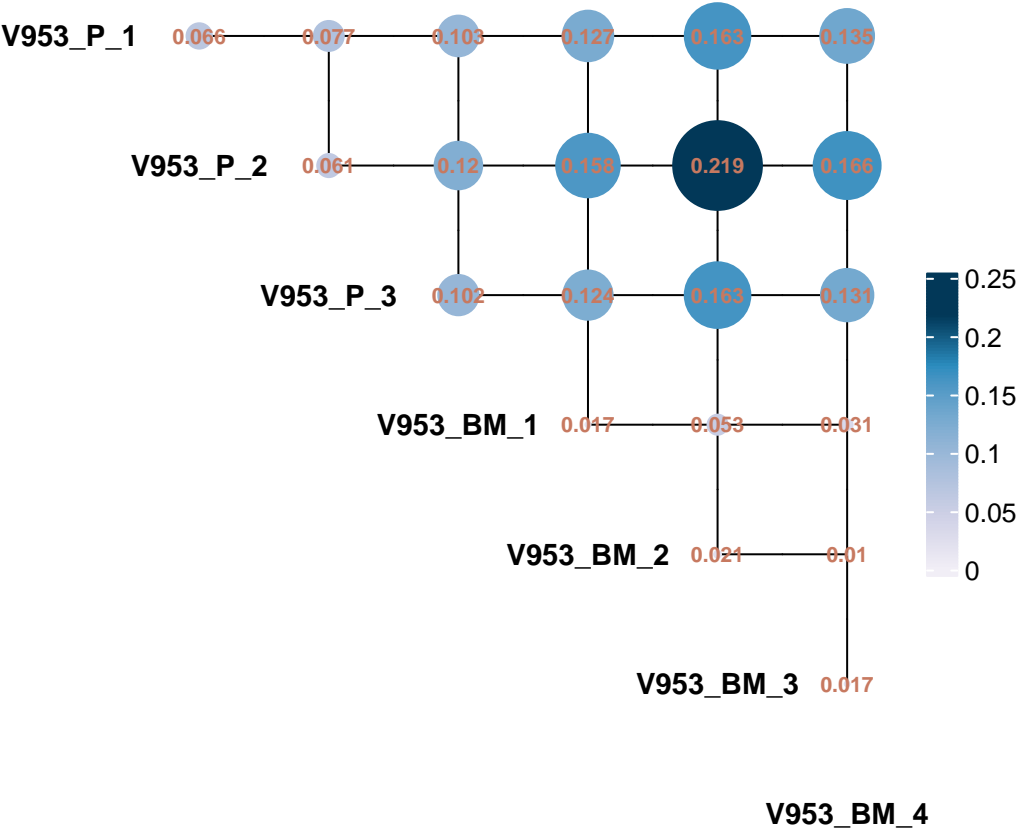 V953_P_1 0.066 0.077 0.103 0.127 0.163 0.135
V953_P_2 0.061 0.12 0.158 0.219 0.166
0.25
V953_P_3 0.102 0.124 0.163 0.131
0.2
0.15
V953_BM_1 0.017 0.053 0.031
0.1
0.05
V953_BM_2 0.021 0.01
0
V953_BM_3 0.017
V953_BM_4